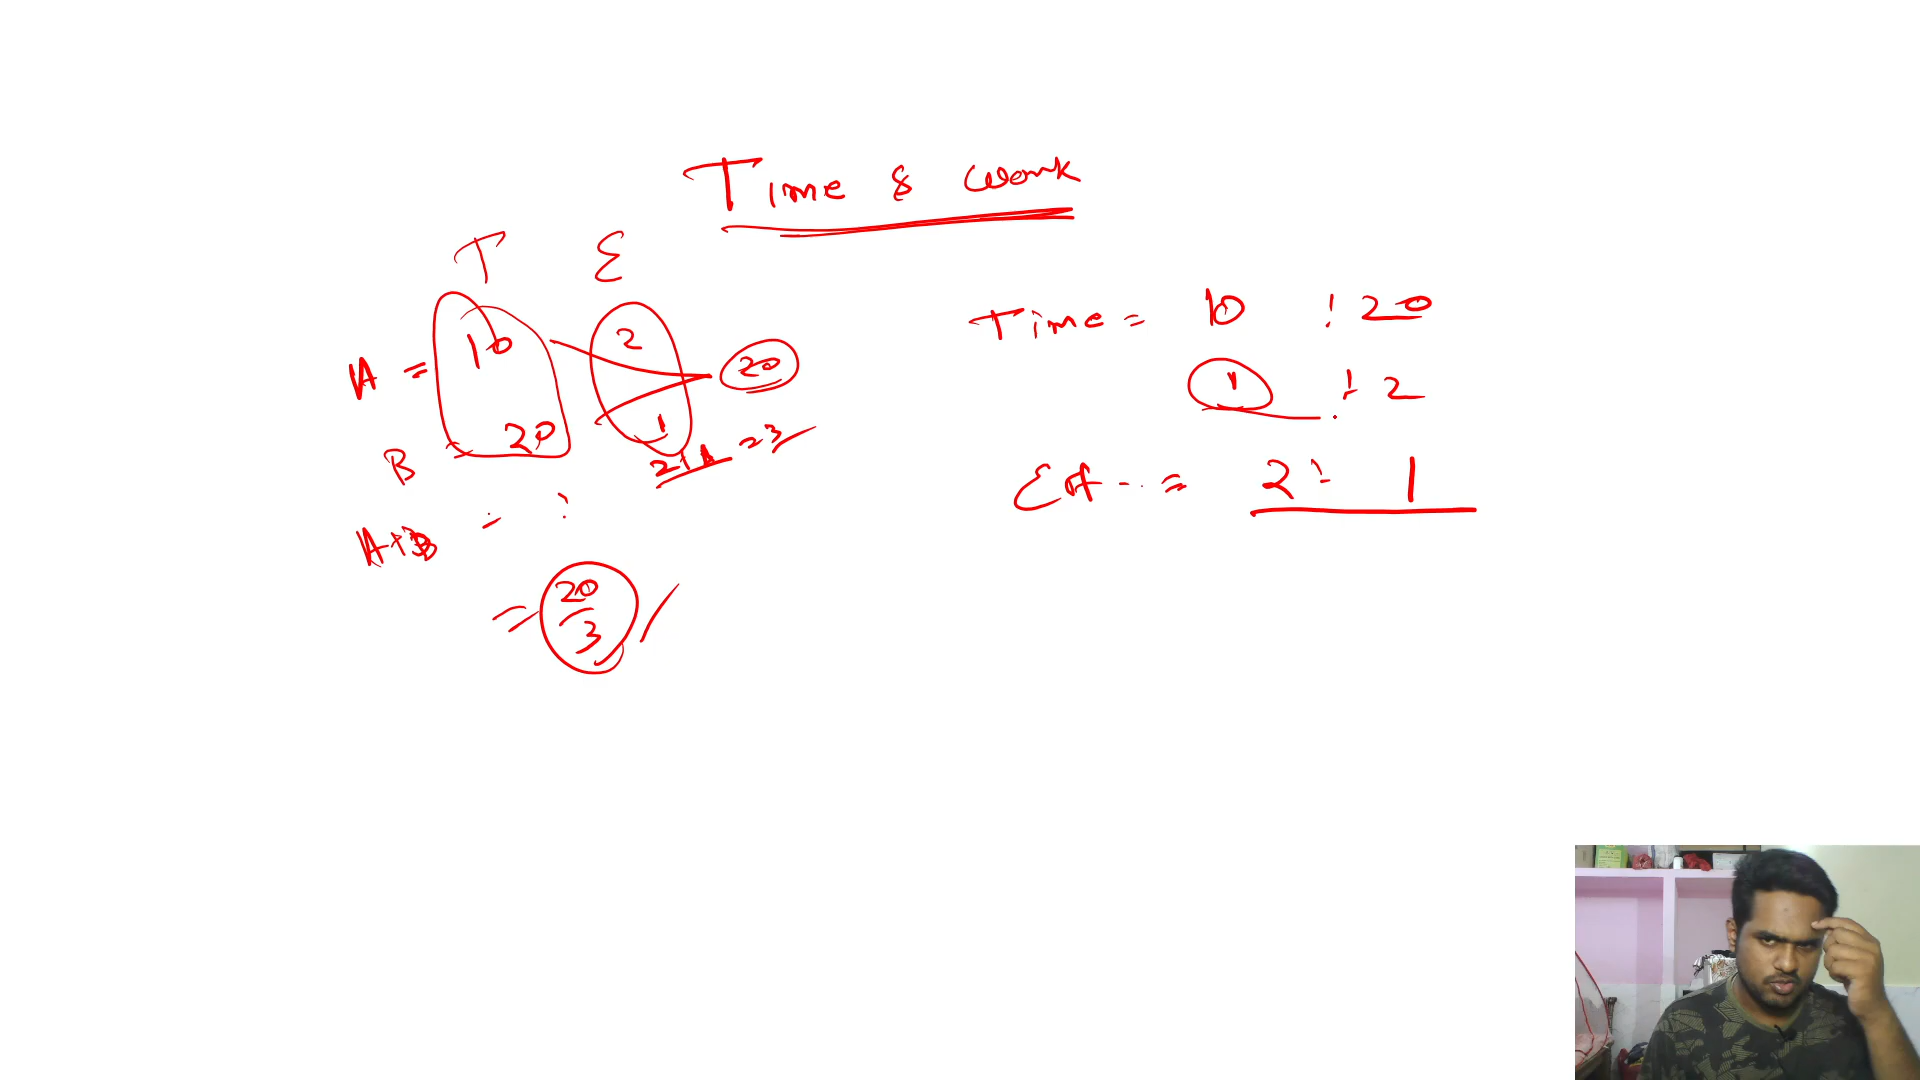 Time & work
T E
A = 10 2 20
B = 20 1
2+1 = 3
A+B = ?
= 20/3
Time = 10 : 20
1 : 2
Eff.. = 2 : 1